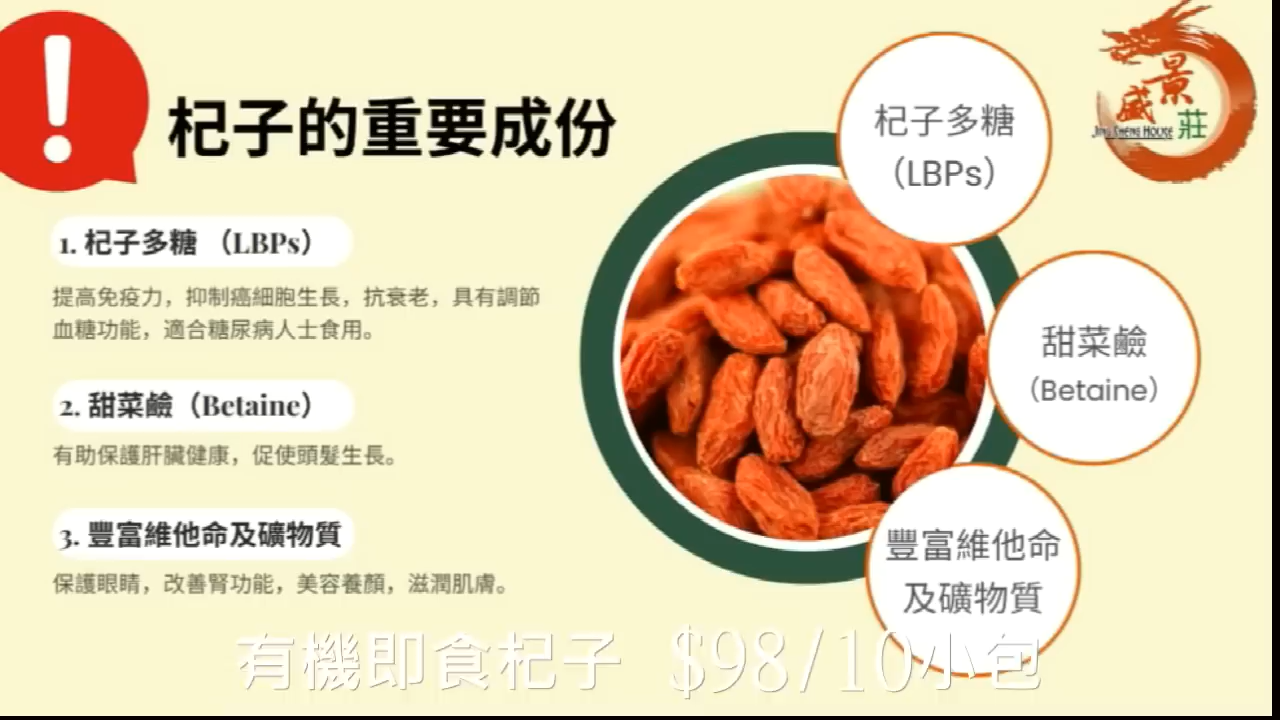 杞子的重要成份
1. 杞子多糖 （LBPs）
提高免疫力，抑制癌細胞生長，抗衰老，具有調節
血糖功能，適合糖尿病人士食用。
2. 甜菜鹼（Betaine）
有助保護肝臟健康，促使頭髮生長。
3. 豐富維他命及礦物質
保護眼睛，改善腎功能，美容養顏，滋潤肌膚。
杞子多糖
（LBPs）
甜菜鹼
（Betaine）
豐富維他命
及礦物質
景
盛
JING SHENG HOUSE 莊
有機即食杞子 $98/10小包